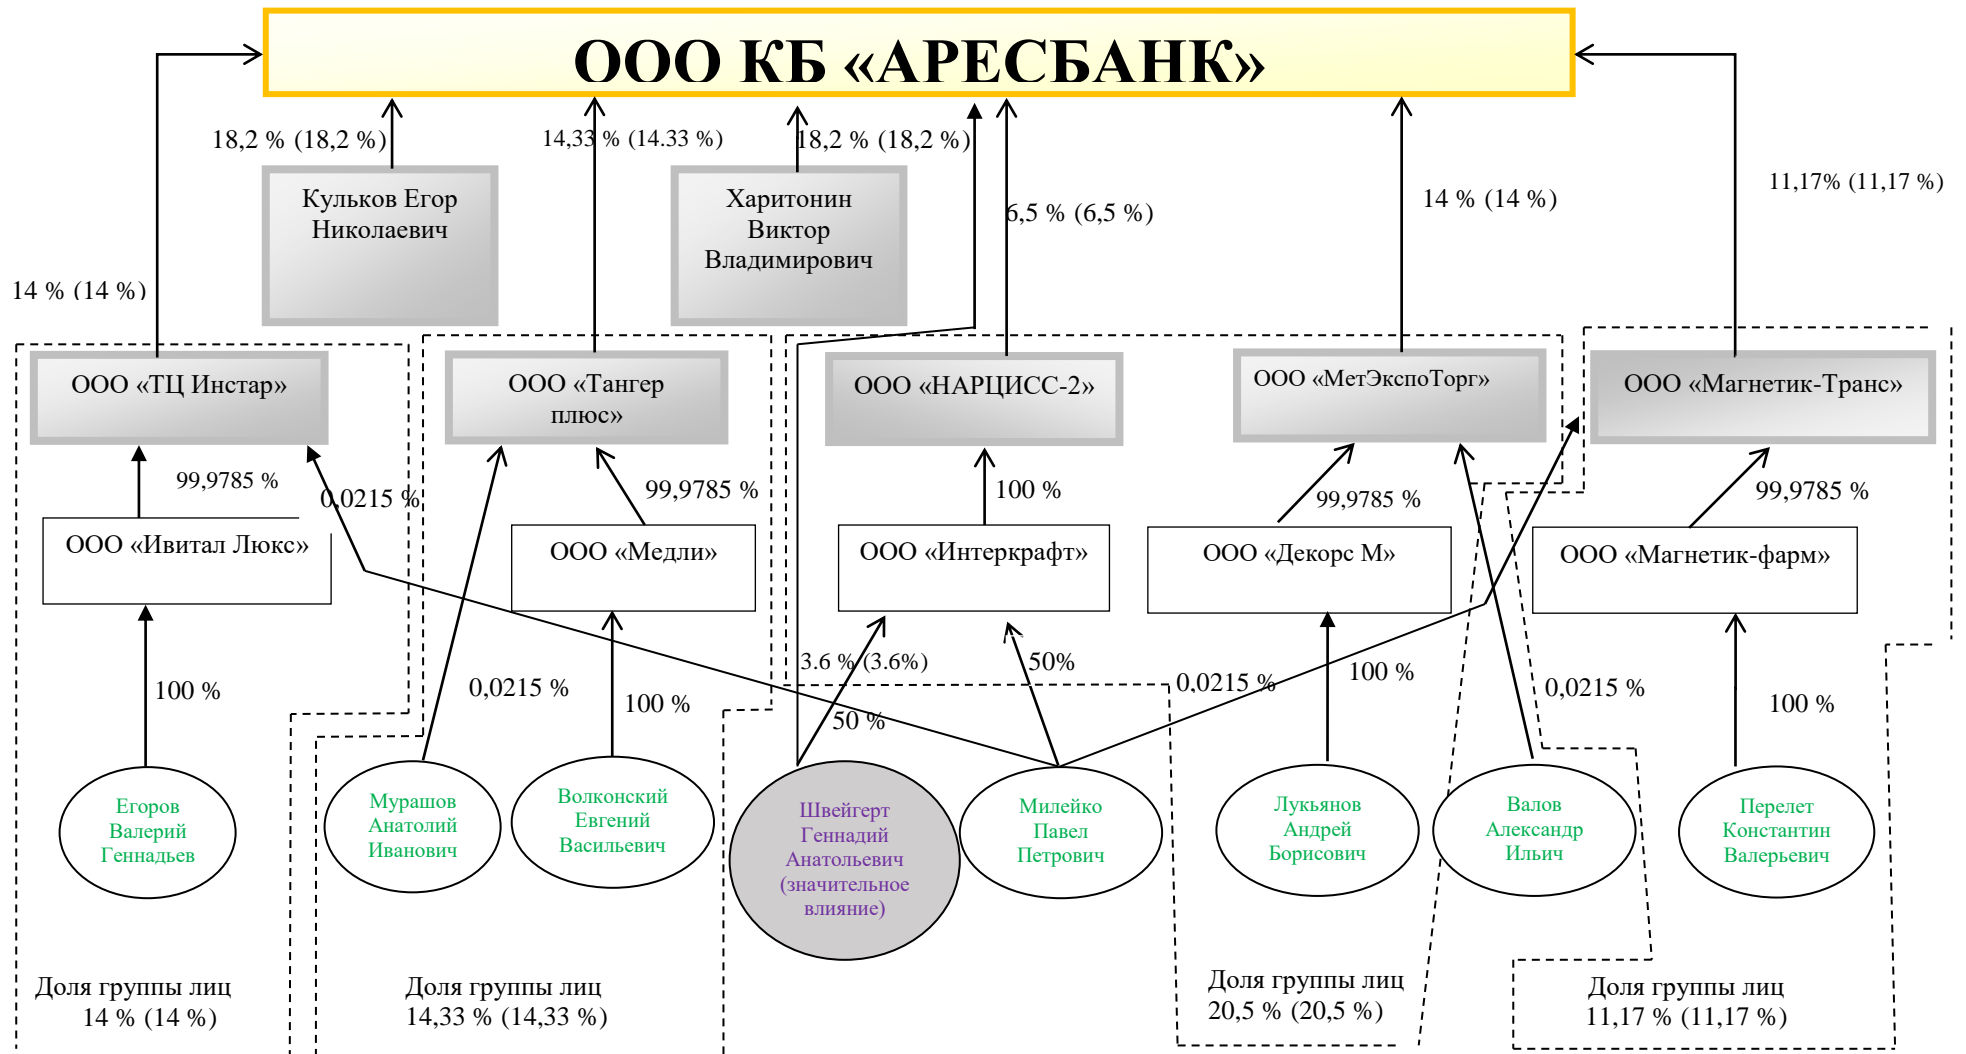 ООО КБ «АРЕСБАНК»
18,2 % (18,2 %)
14,33 % (14.33 %)
18,2 % (18,2 %)
6,5 % (6,5 %)
14 % (14 %)
11,17% (11,17 %)
14 % (14 %)
Кульков Егор
Николаевич
Харитонин
Виктор
Владимирович
ООО «ТЦ Инстар»
ООО «Тангер
плюс»
ООО «НАРЦИСС-2»
ООО «МетЭкспоТорг»
ООО «Магнетик-Транс»
99,9785 %
0,0215 %
99,9785 %
100 %
99,9785 %
99,9785 %
ООО «Ивитал Люкс»
ООО «Медли»
ООО «Интеркрафт»
ООО «Декорс М»
ООО «Магнетик-фарм»
100 %
0,0215 %
100 %
3.6 % (3.6%)
50 %
50%
0,0215 %
100 %
0,0215 %
100 %
Егоров
Валерий
Геннадьев
Мурашов
Анатолий
Иванович
Волконский
Евгений
Васильевич
Швейгерт
Геннадий
Анатольевич
(значительное
влияние)
Милейко
Павел
Петрович
Лукьянов
Андрей
Борисович
Валов
Александр
Ильич
Перелет
Константин
Валерьевич
Доля группы лиц
14 % (14 %)
Доля группы лиц
14,33 % (14,33 %)
Доля группы лиц
20,5 % (20,5 %)
Доля группы лиц
11,17 % (11,17 %)